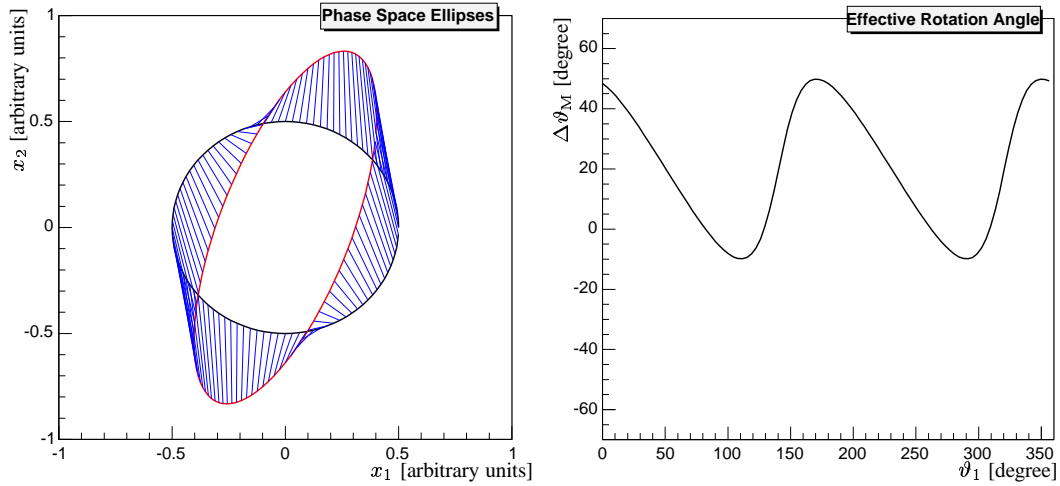 Phase Space Ellipses
1
0.5
0
-0.5
-1
-1 -0.5 0 0.5 1
x₂ [arbitrary units]
x₁ [arbitrary units]
Effective Rotation Angle
60
40
20
0
-20
-40
-60
0 50 100 150 200 250 300 350
Δϑ_M [degree]
ϑ₁ [degree]